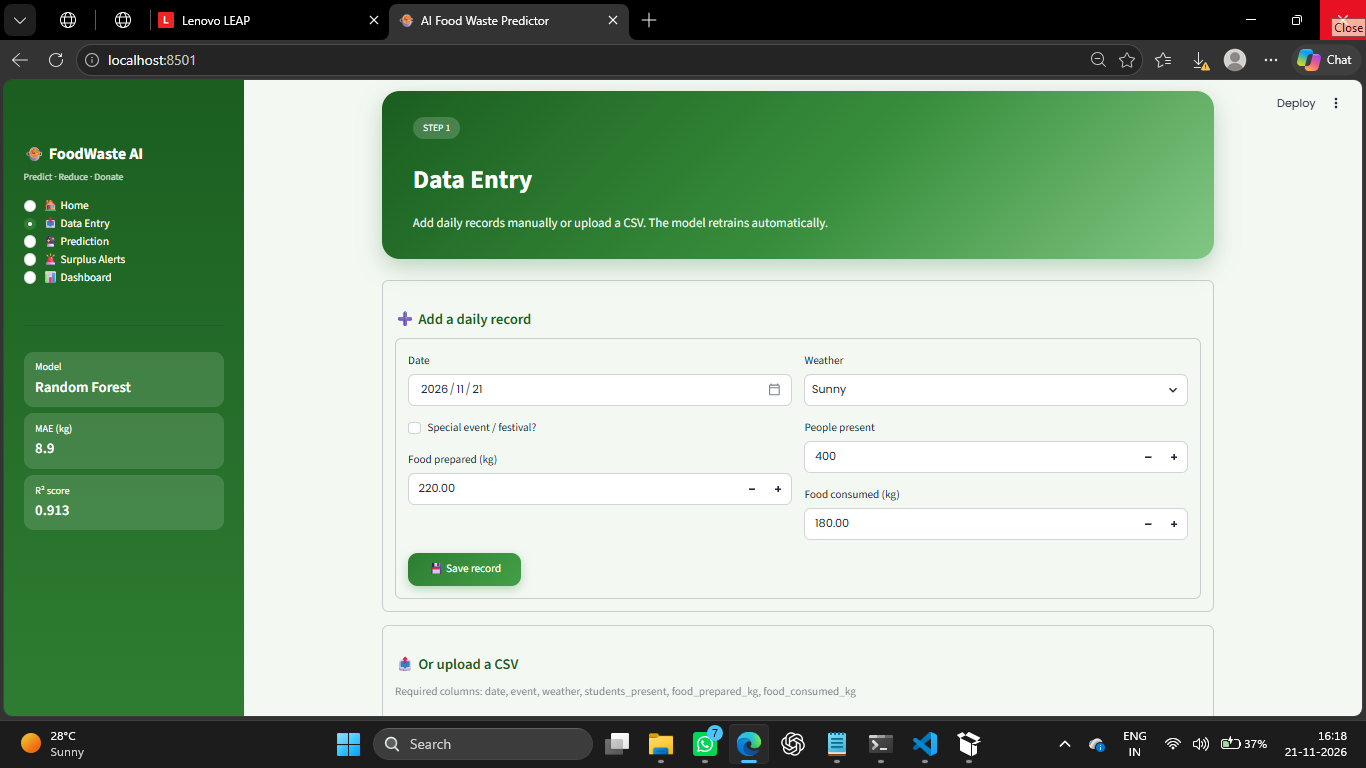 Lenovo LEAP
AI Food Waste Predictor
Close
localhost:8501
Chat
Deploy
FoodWaste AI
Predict · Reduce · Donate
Home
Data Entry
Prediction
Surplus Alerts
Dashboard
Model
Random Forest
MAE (kg)
8.9
R² score
0.913
STEP 1
Data Entry
Add daily records manually or upload a CSV. The model retrains automatically.
Add a daily record
Date
2026/11/21
Weather
Sunny
Special event / festival?
People present
400
Food prepared (kg)
220.00
Food consumed (kg)
180.00
Save record
Or upload a CSV
Required columns: date, event, weather, students_present, food_prepared_kg, food_consumed_kg
28°C
Sunny
Search
7
ENG
IN
37%
16:18
21-11-2026